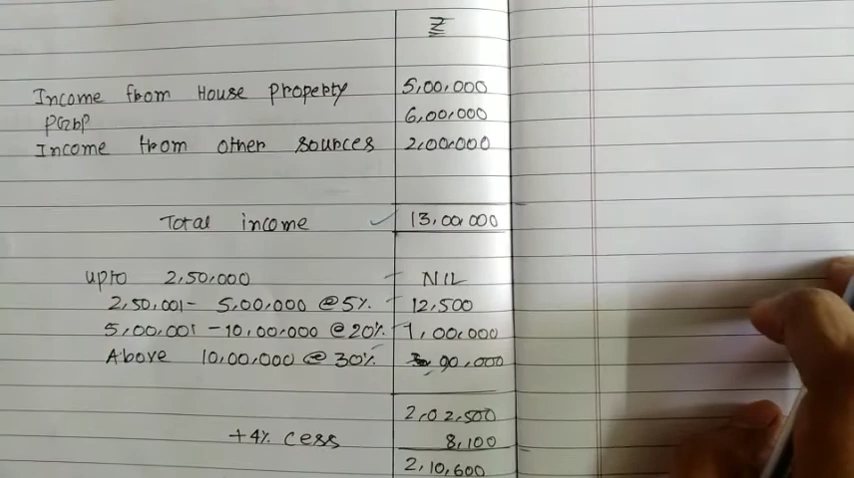 ₹
Income from House Property 5,00,000
PGBP 6,00,000
Income from other sources 2,00,000
Total income ✓ 13,00,000
upto 2,50,000 - NIL
2,50,001 - 5,00,000 @ 5% - 12,500
5,00,001 - 10,00,000 @ 20% - 1,00,000
Above 10,00,000 @ 30% 90,000
2,02,500
+4% cess 8,100
2,10,600